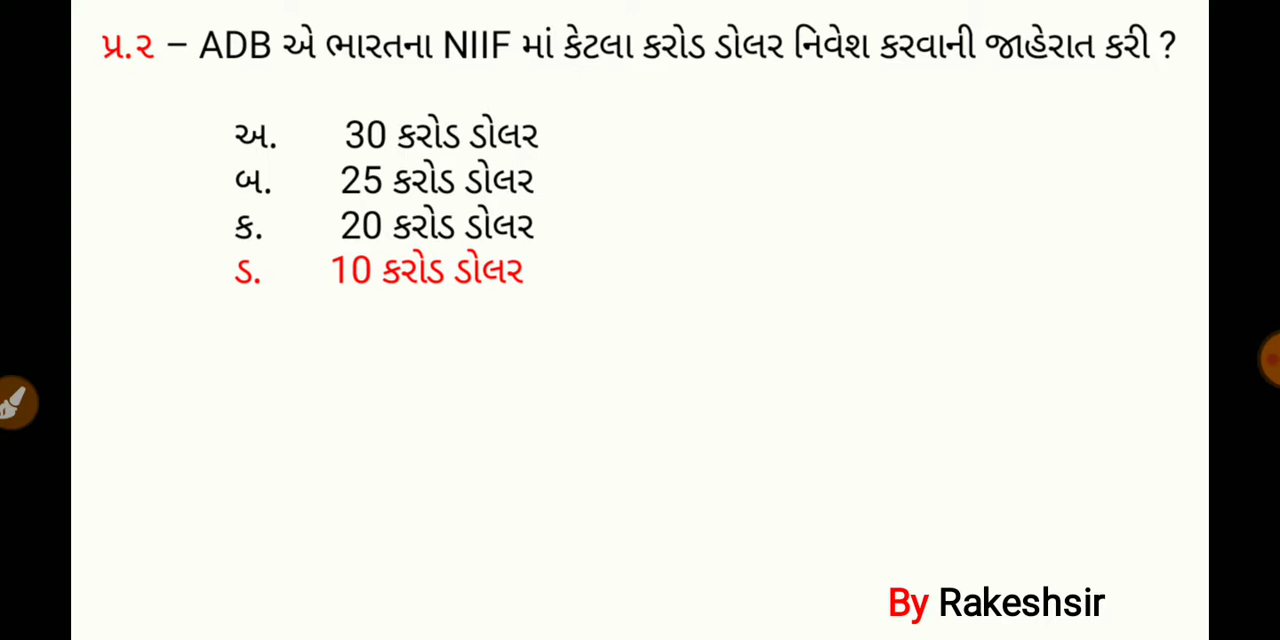 પ્ર.૨ – ADB એ ભારતના NIIF માં કેટલા કરોડ ડોલર નિવેશ કરવાની જાહેરાત કરી ?
અ. 30 કરોડ ડોલર
બ. 25 કરોડ ડોલર
ક. 20 કરોડ ડોલર
ડ. 10 કરોડ ડોલર
By Rakeshsir